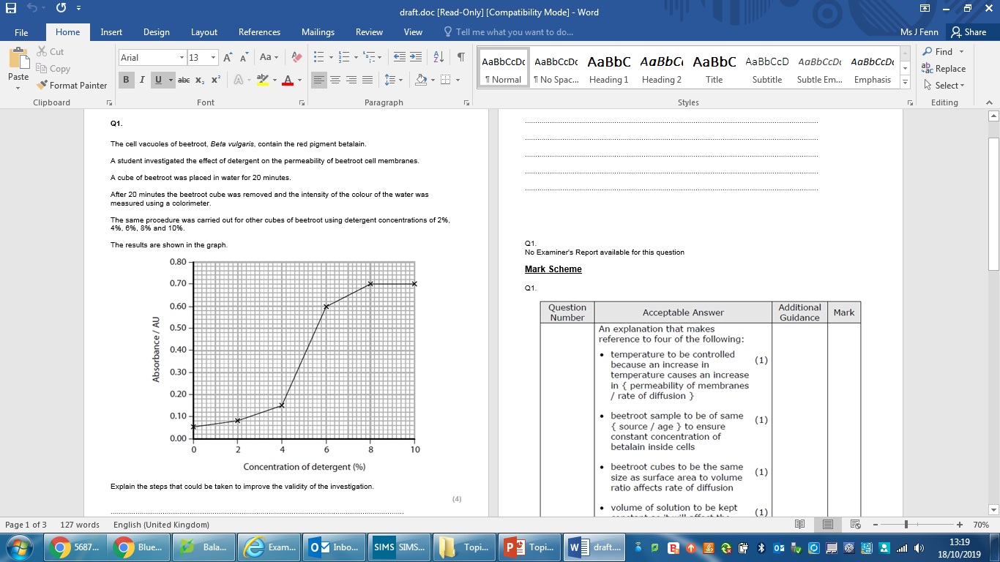 draft.doc [Read-Only] [Compatibility Mode] - Word
File Home Insert Design Layout References Mailings Review View Tell me what you want to do... Ms J Fenn Share
Paste
Cut
Copy
Format Painter
Clipboard
Arial 13
Font
Paragraph
AaBbCcDc AaBbCcDc AaBbC AaBbCc AaBbC AaBbCcD AaBbCcDt AaBbCcDt
¶ Normal ¶ No Spac... Heading 1 Heading 2 Title Subtitle Subtle Em... Emphasis
Styles
Find
Replace
Select
Editing
Q1.
The cell vacuoles of beetroot, Beta vulgaris, contain the red pigment betalain.
A student investigated the effect of detergent on the permeability of beetroot cell membranes.
A cube of beetroot was placed in water for 20 minutes.
After 20 minutes the beetroot cube was removed and the intensity of the colour of the water was
measured using a colorimeter.
The same procedure was carried out for other cubes of beetroot using detergent concentrations of 2%,
4%, 6%, 8% and 10%.
The results are shown in the graph.
Absorbance / AU
0.80
0.70
0.60
0.50
0.40
0.30
0.20
0.10
0.00
0 2 4 6 8 10
Concentration of detergent (%)
Explain the steps that could be taken to improve the validity of the investigation.
(4)
Q1.
No Examiner's Report available for this question
Mark Scheme
Q1.
Question Number
Acceptable Answer
Additional Guidance
Mark
An explanation that makes
reference to four of the following:
• temperature to be controlled (1)
because an increase in
temperature causes an increase
in { permeability of membranes
/ rate of diffusion }
• beetroot sample to be of same (1)
{ source / age } to ensure
constant concentration of
betalain inside cells
• beetroot cubes to be the same (1)
size as surface area to volume
ratio affects rate of diffusion
• volume of solution to be kept (1)
constant as it will affect the
Page 1 of 3 127 words English (United Kingdom) 70%
5687... Blue... Bala... Exam... Inbo... SIMS SIMS... Topi... Topi... draft....
13:19
18/10/2019